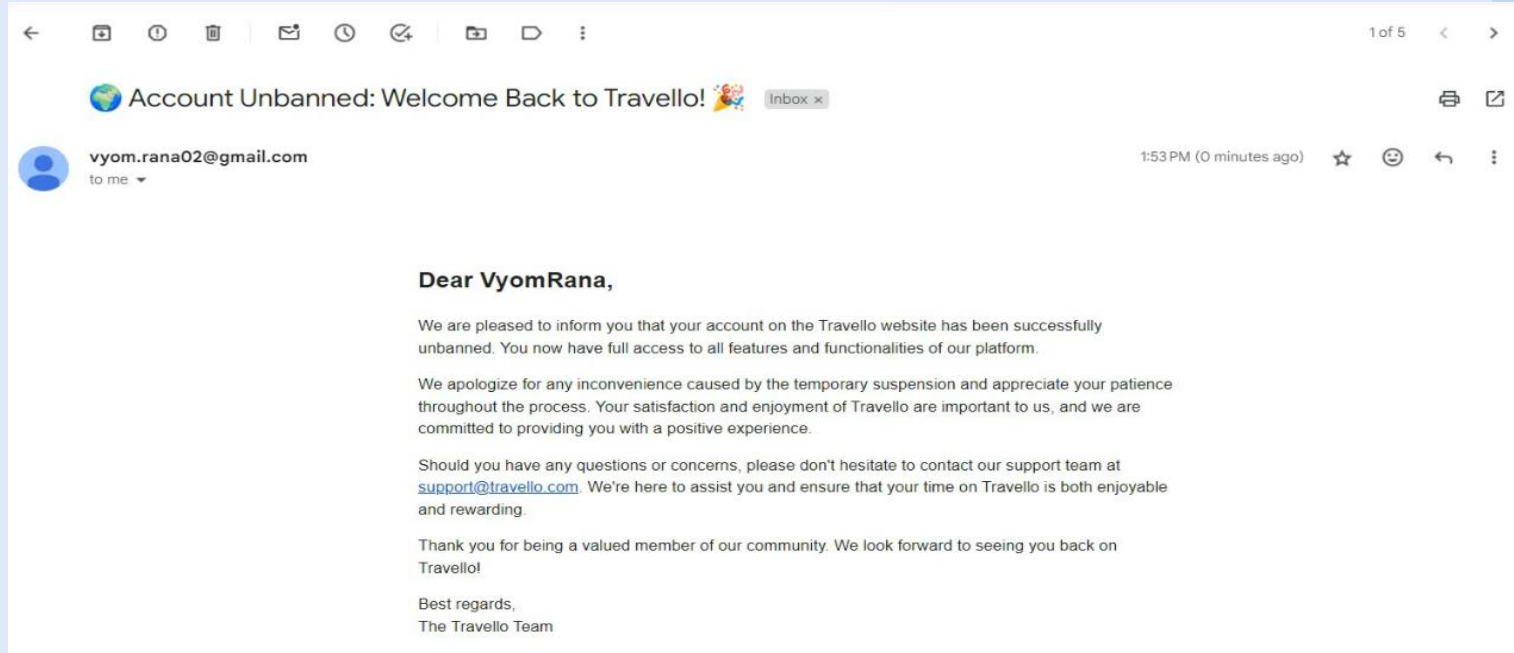 1 of 5
🌍 Account Unbanned: Welcome Back to Travello! 🎉 Inbox ×
vyom.rana02@gmail.com
1:53 PM (0 minutes ago)
to me
Dear VyomRana,
We are pleased to inform you that your account on the Travello website has been successfully
unbanned. You now have full access to all features and functionalities of our platform.
We apologize for any inconvenience caused by the temporary suspension and appreciate your patience
throughout the process. Your satisfaction and enjoyment of Travello are important to us, and we are
committed to providing you with a positive experience.
Should you have any questions or concerns, please don't hesitate to contact our support team at
support@travello.com. We're here to assist you and ensure that your time on Travello is both enjoyable
and rewarding.
Thank you for being a valued member of our community. We look forward to seeing you back on
Travello!
Best regards,
The Travello Team